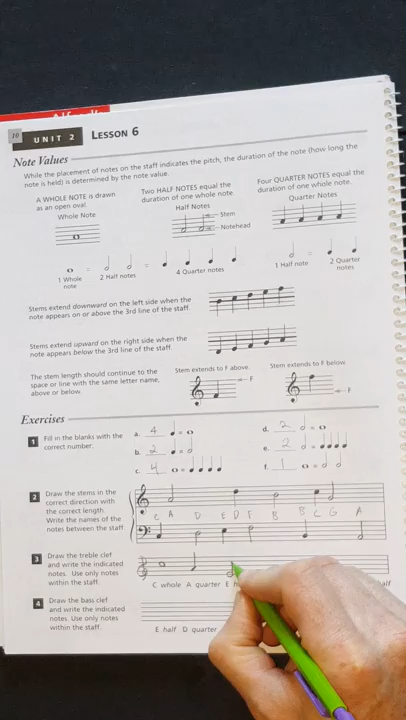 10 UNIT 2 LESSON 6
Note Values
While the placement of notes on the staff indicates the pitch, the duration of the note (how long the
note is held) is determined by the note value.
A WHOLE NOTE is drawn
as an open oval.
Whole Note
Two HALF NOTES equal the
duration of one whole note.
Half Notes
Stem
Notehead
Four QUARTER NOTES equal the
duration of one whole note.
Quarter Notes
1 Whole
note
2 Half notes
4 Quarter notes
1 Half note
2 Quarter
notes
Stems extend downward on the left side when the
note appears on or above the 3rd line of the staff.
Stems extend upward on the right side when the
note appears below the 3rd line of the staff.
The stem length should continue to the
space or line with the same letter name,
above or below.
Stem extends to F above.
F
Stem extends to F below.
F
Exercises
1 Fill in the blanks with the
correct number:
a. 4 =
b. 2 =
c. 4 =
d. 2 =
e. 2 =
f. 1 =
2 Draw the stems in the
correct direction with
the correct length.
Write the names of the
notes between the staff.
C A D E D F B B C G A
3 Draw the treble clef
and write the indicated
notes. Use only notes
within the staff.
C whole A quarter E h
alf
4 Draw the bass clef
and write the indicated
notes. Use only notes
within the staff.
E half D quarter